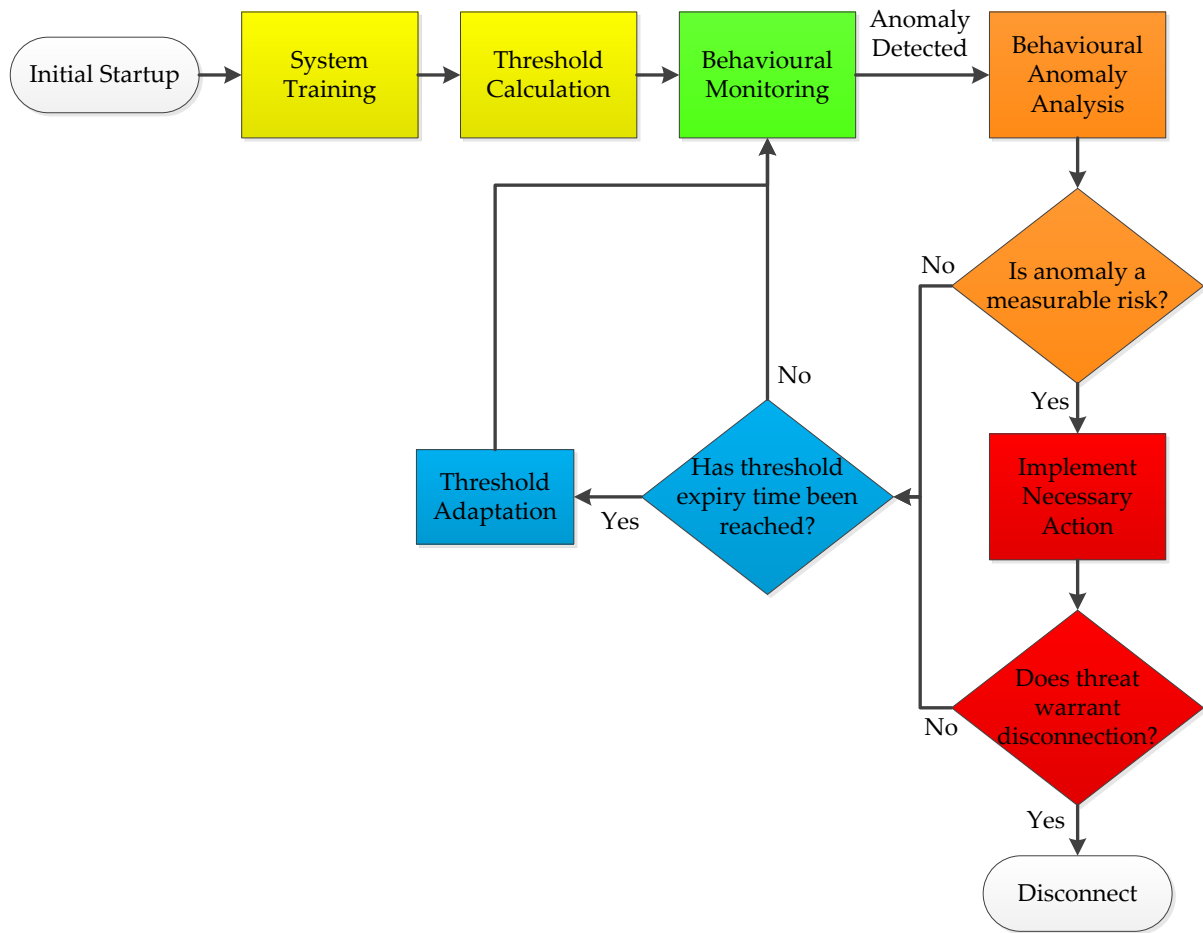 Initial Startup
System
Training
Threshold
Calculation
Behavioural
Monitoring
Anomaly
Detected
Behavioural
Anomaly
Analysis
Is anomaly a
measurable risk?
No
Yes
Implement
Necessary
Action
Does threat
warrant
disconnection?
No
Yes
Disconnect
Has threshold
expiry time been
reached?
No
Yes
Threshold
Adaptation